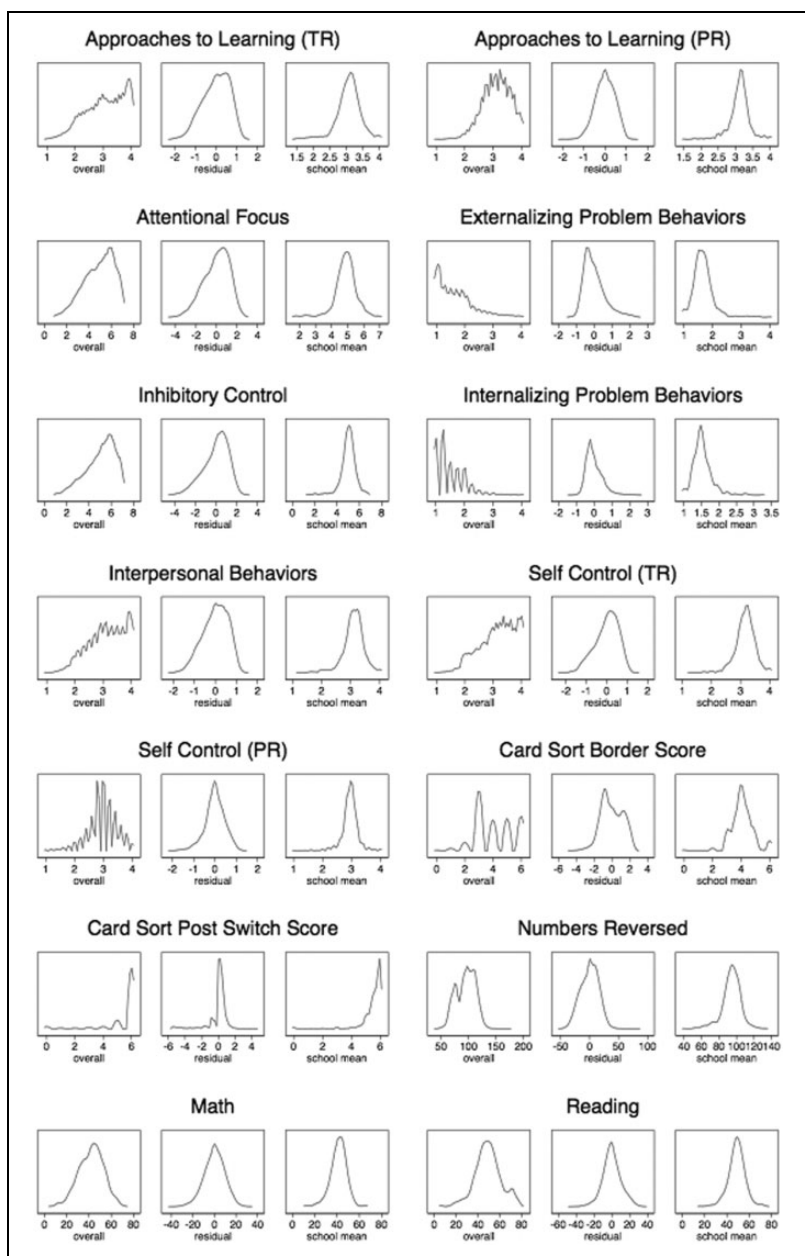 Approaches to Learning (TR) Approaches to Learning (PR)
1 2 3 4 -2 -1 0 1 2 1.5 2 2.5 3 3.5 4 1 2 3 4 -2 -1 0 1 2 1.5 2 2.5 3 3.5 4
overall residual school mean overall residual school mean
Attentional Focus Externalizing Problem Behaviors
0 2 4 6 8 -4 -2 0 2 4 1 2 3 4 5 6 7 1 2 3 4 -2 -1 0 1 2 3 1 2 3 4
overall residual school mean overall residual school mean
Inhibitory Control Internalizing Problem Behaviors
0 2 4 6 8 -4 -2 0 2 4 0 2 4 6 8 1 2 3 4 -2 -1 0 1 2 3 1 1.5 2 2.5 3 3.5
overall residual school mean overall residual school mean
Interpersonal Behaviors Self Control (TR)
1 2 3 4 -2 -1 0 1 2 1 2 3 4 1 2 3 4 -2 -1 0 1 2 1 2 3 4
overall residual school mean overall residual school mean
Self Control (PR) Card Sort Border Score
1 2 3 4 -2 -1 0 1 2 1 2 3 4 0 2 4 6 -6 -4 -2 0 2 4 0 2 4 6
overall residual school mean overall residual school mean
Card Sort Post Switch Score Numbers Reversed
0 2 4 6 -6 -4 -2 0 2 4 0 2 4 6 50 100 150 200 -50 0 50 100 40 60 80 100 120 140
overall residual school mean overall residual school mean
Math Reading
0 20 40 60 80 -40 -20 0 20 40 0 20 40 60 80 0 20 40 60 80 -60 -40 -20 0 20 40 0 20 40 60 80
overall residual school mean overall residual school mean